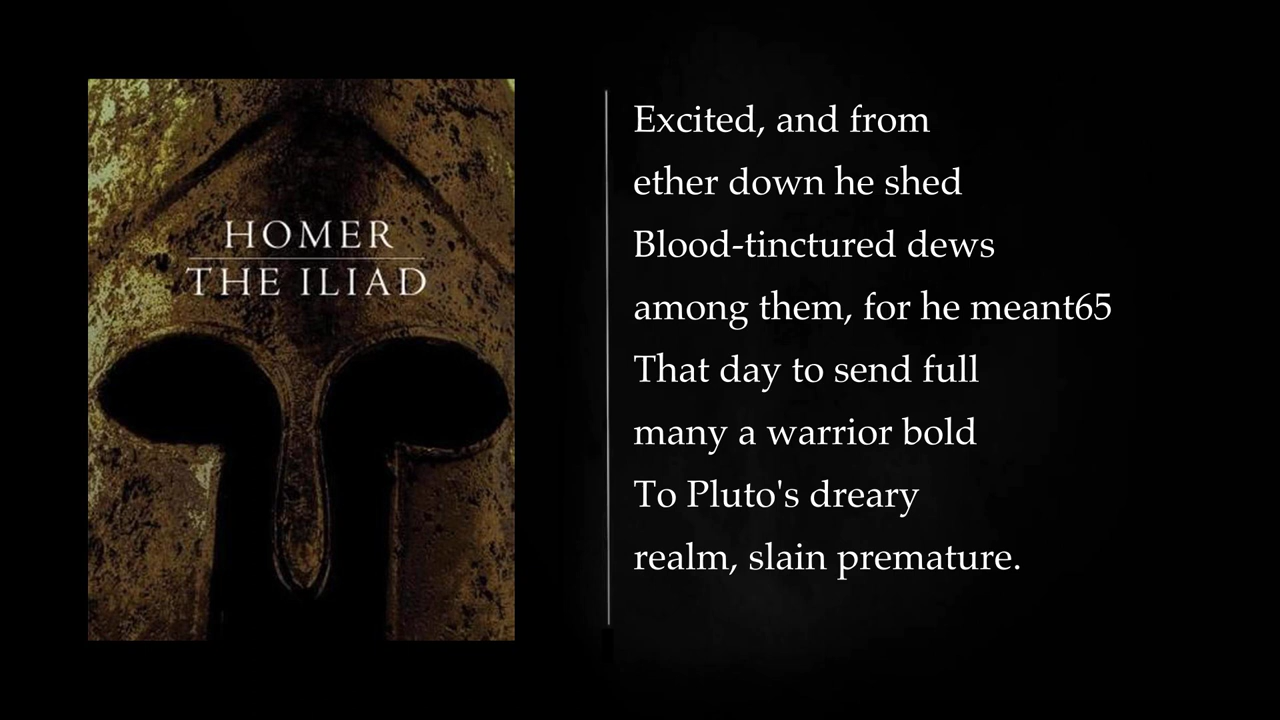 HOMER
THE ILIAD
Excited, and from
ether down he shed
Blood-tinctured dews
among them, for he meant65
That day to send full
many a warrior bold
To Pluto's dreary
realm, slain premature.